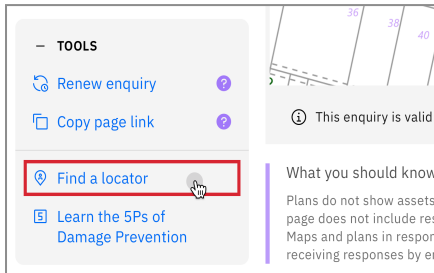 TOOLS
Renew enquiry ?
Copy page link ?
Find a locator
5 Learn the 5Ps of
Damage Prevention
36
38
40
This enquiry is valid
What you should know
Plans do not show assets
page does not include res
Maps and plans in respon
receiving responses by e